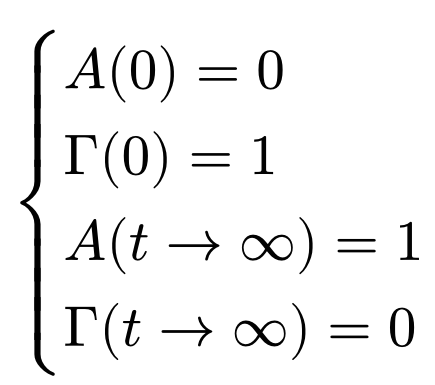 A(0) = 0
Γ(0) = 1
A(t → ∞) = 1
Γ(t → ∞) = 0